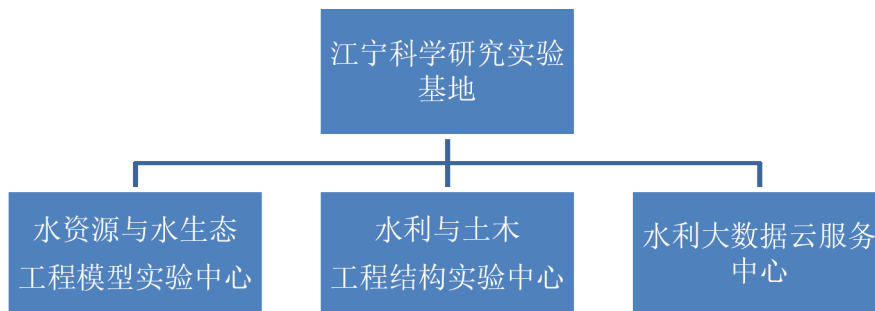 江宁科学研究实验
基地
水资源与水生态
工程模型实验中心
水利与土木
工程结构实验中心
水利大数据云服务
中心